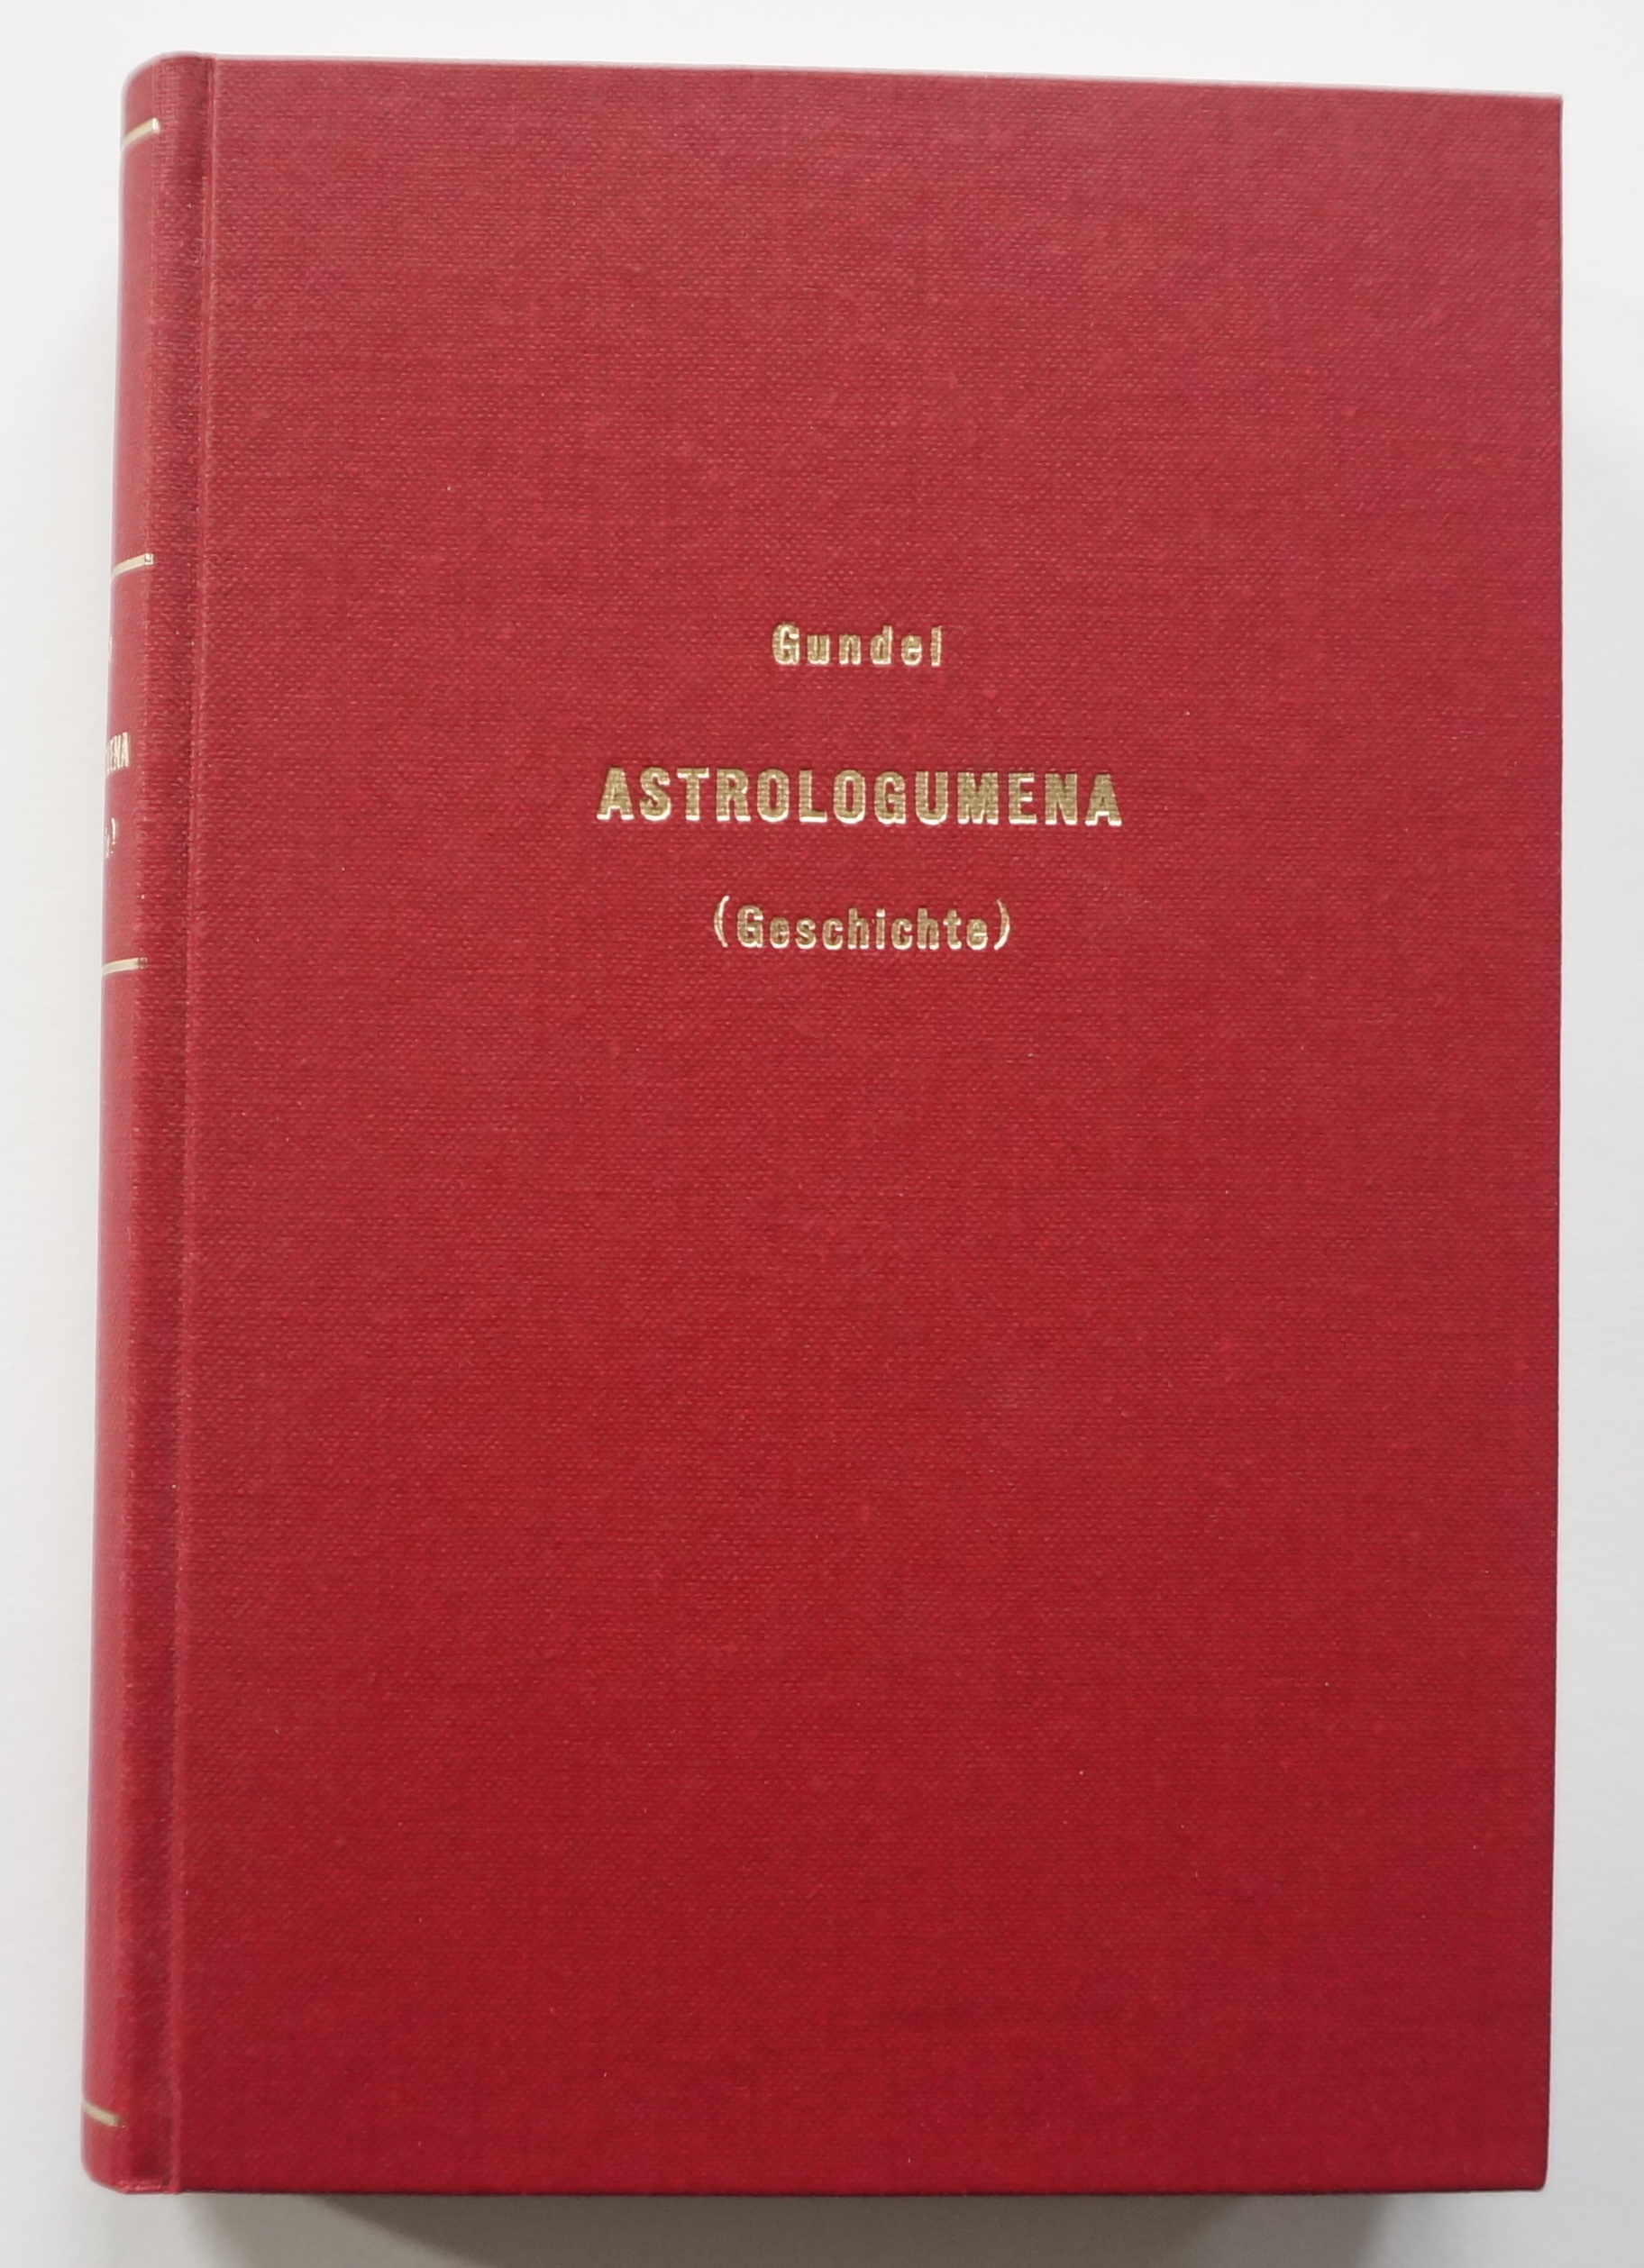 Gundel
ASTROLOGUMENA
(Geschichte)